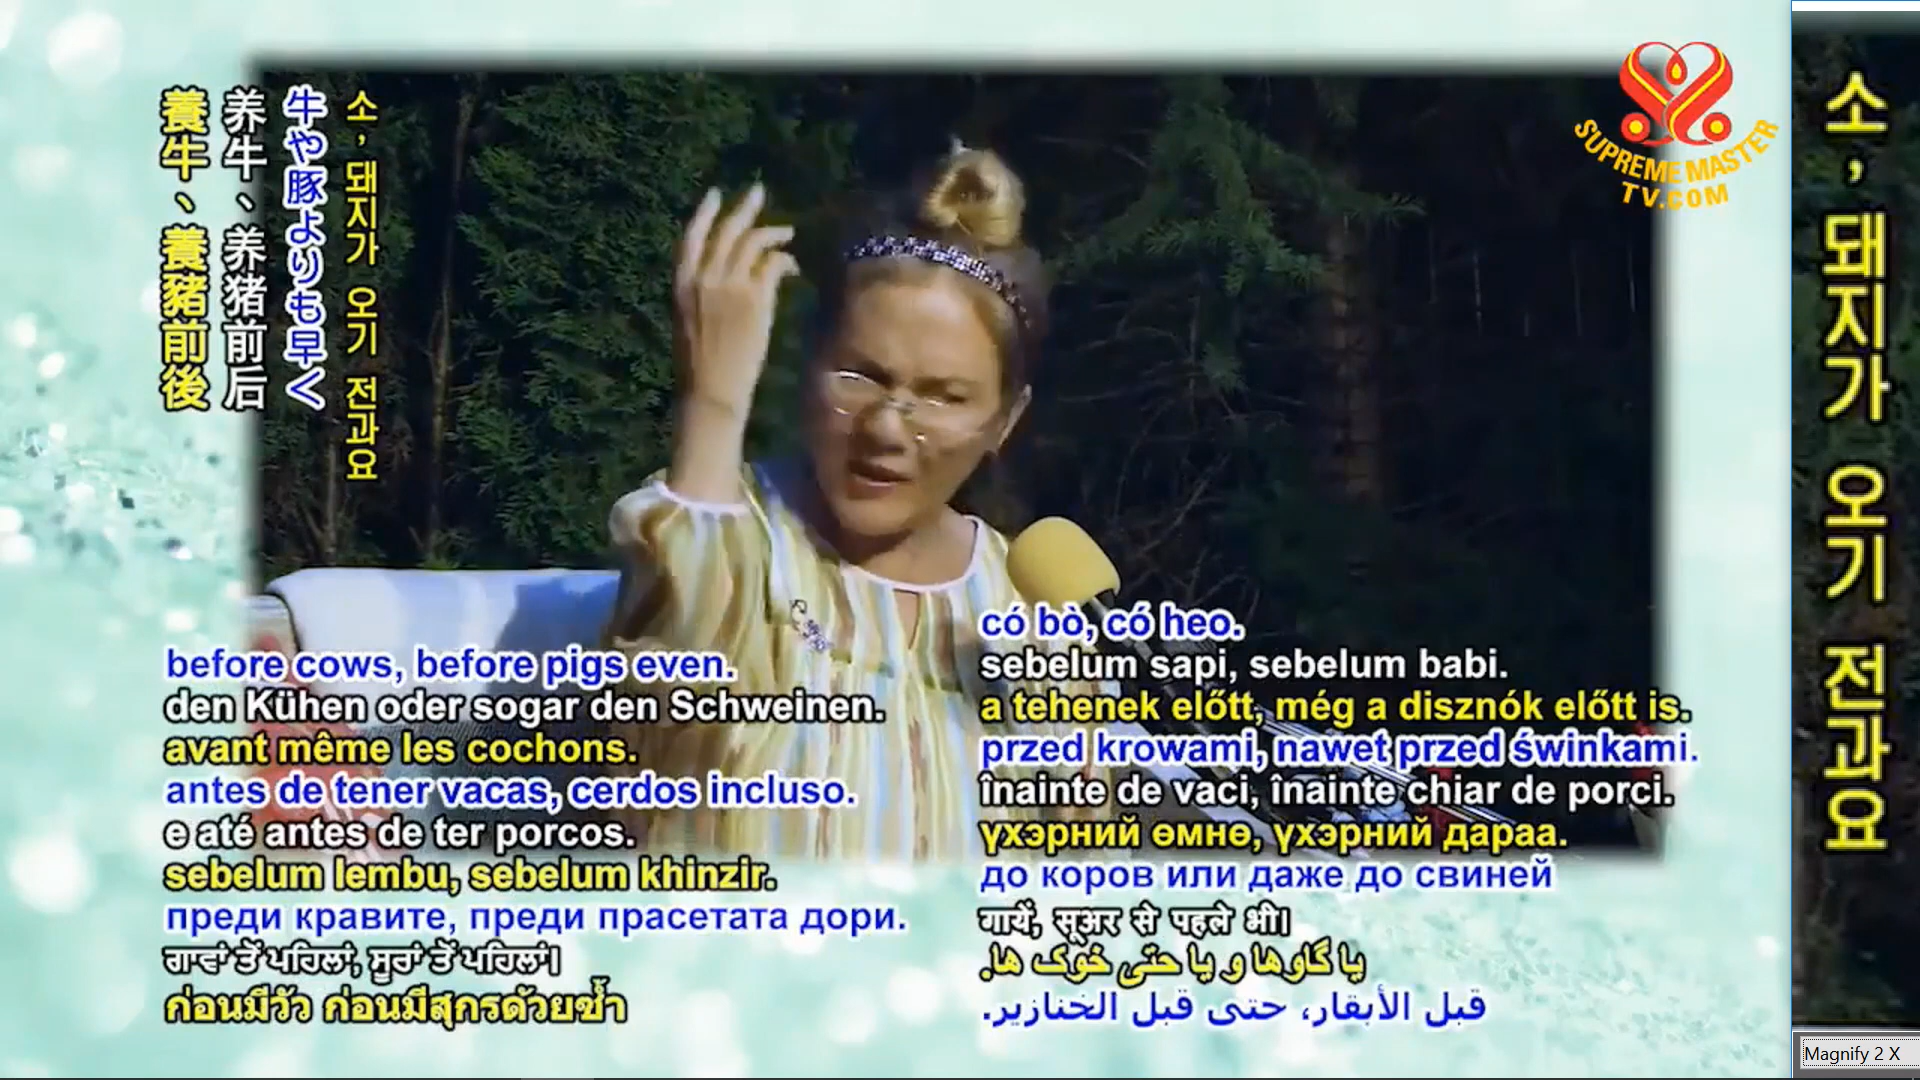 養牛、養豬前後
养牛、养猪前后
牛や豚よりも早く
소, 돼지가 오기 전과요
SUPREME MASTER
TV.COM
before cows, before pigs even.
den Kühen oder sogar den Schweinen.
avant même les cochons.
antes de tener vacas, cerdos incluso.
e até antes de ter porcos.
sebelum lembu, sebelum khinzir.
преди кравите, преди прасетата дори.
ਗਾਵਾਂ ਤੋਂ ਪਹਿਲਾਂ, ਸੂਰਾਂ ਤੋਂ ਪਹਿਲਾਂ।
ก่อนมีวัว ก่อนมีสุกรด้วยซ้ำ
có bò, có heo.
sebelum sapi, sebelum babi.
a tehenek előtt, még a disznók előtt is.
przed krowami, nawet przed świnkami.
înainte de vaci, înainte chiar de porci.
үхэрний өмнө, үхэрний дараа.
до коров или даже до свиней
गायें, सूअर से पहले भी।
یا گاوها و یا حتی خوک ها.
قبل الأبقار، حتى قبل الخنازير.
소, 돼지가 오기 전과요
Magnify 2 X